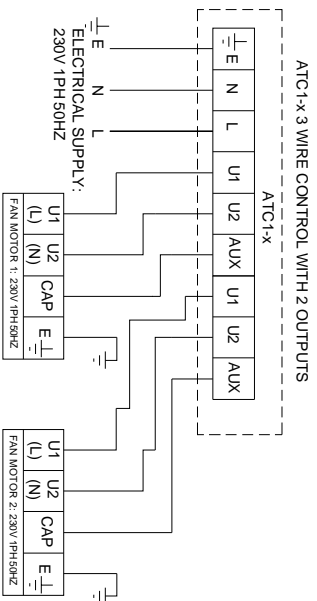 ATC1-x 3 WIRE CONTROL WITH 2 OUTPUTS
ATC1-x
E N L U1 U2 AUX U1 U2 AUX
E N L
ELECTRICAL SUPPLY:
230V 1PH 50HZ
U1 U2 CAP E
(L) (N)
FAN MOTOR 1: 230V 1PH 50HZ
U1 U2 CAP E
(L) (N)
FAN MOTOR 2: 230V 1PH 50HZ